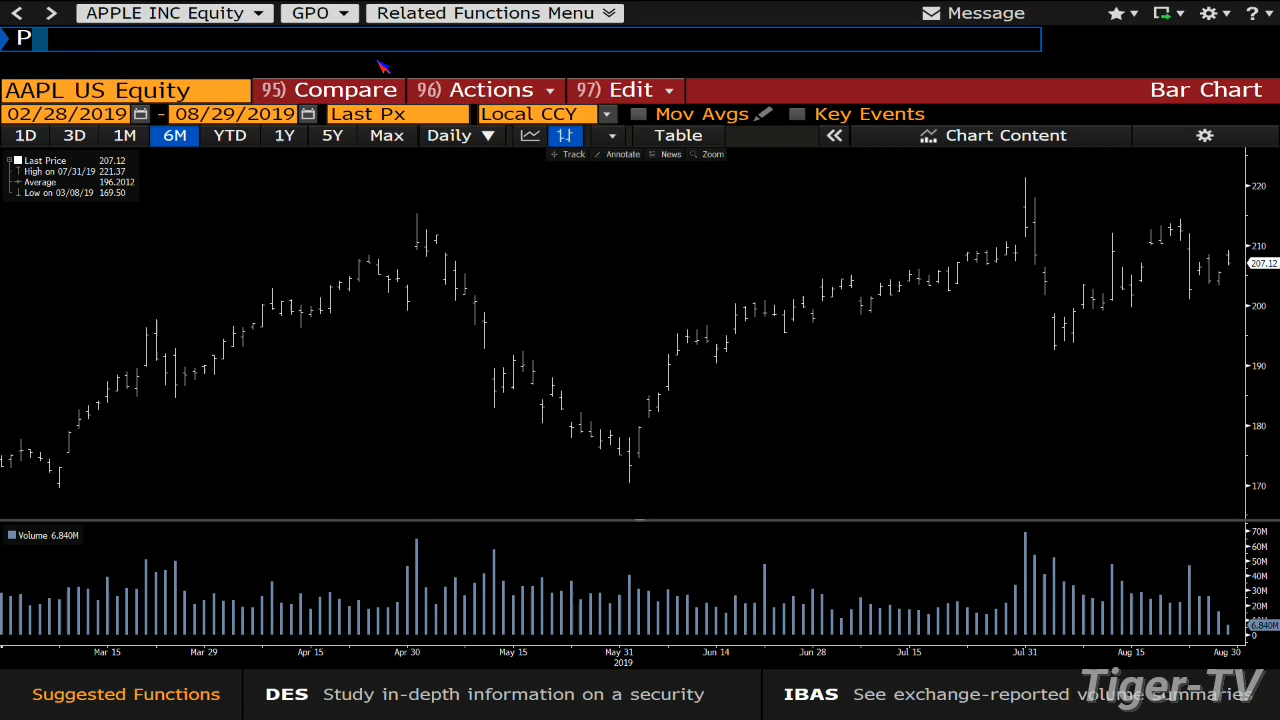 APPLE INC Equity GPO Related Functions Menu Message ?
P
AAPL US Equity 95) Compare 96) Actions 97) Edit Bar Chart
02/28/2019 - 08/29/2019 Last Px Local CCY Mov Avgs Key Events
1D 3D 1M 6M YTD 1Y 5Y Max Daily Table Chart Content
Track Annotate News Zoom
Last Price 207.12
High on 07/31/19 221.37
Average 196.2012
Low on 03/08/19 169.50
220
210
207.12
200
190
180
170
Volume 6.840M
70M
60M
50M
40M
30M
20M
6.840M
0
Mar 15 Mar 29 Apr 15 Apr 30 May 15 May 31 Jun 14 Jun 28 Jul 15 Jul 31 Aug 15 Aug 30
2019
Suggested Functions DES Study in-depth information on a security IBAS See exchange-reported volume summaries
Tiger-TV